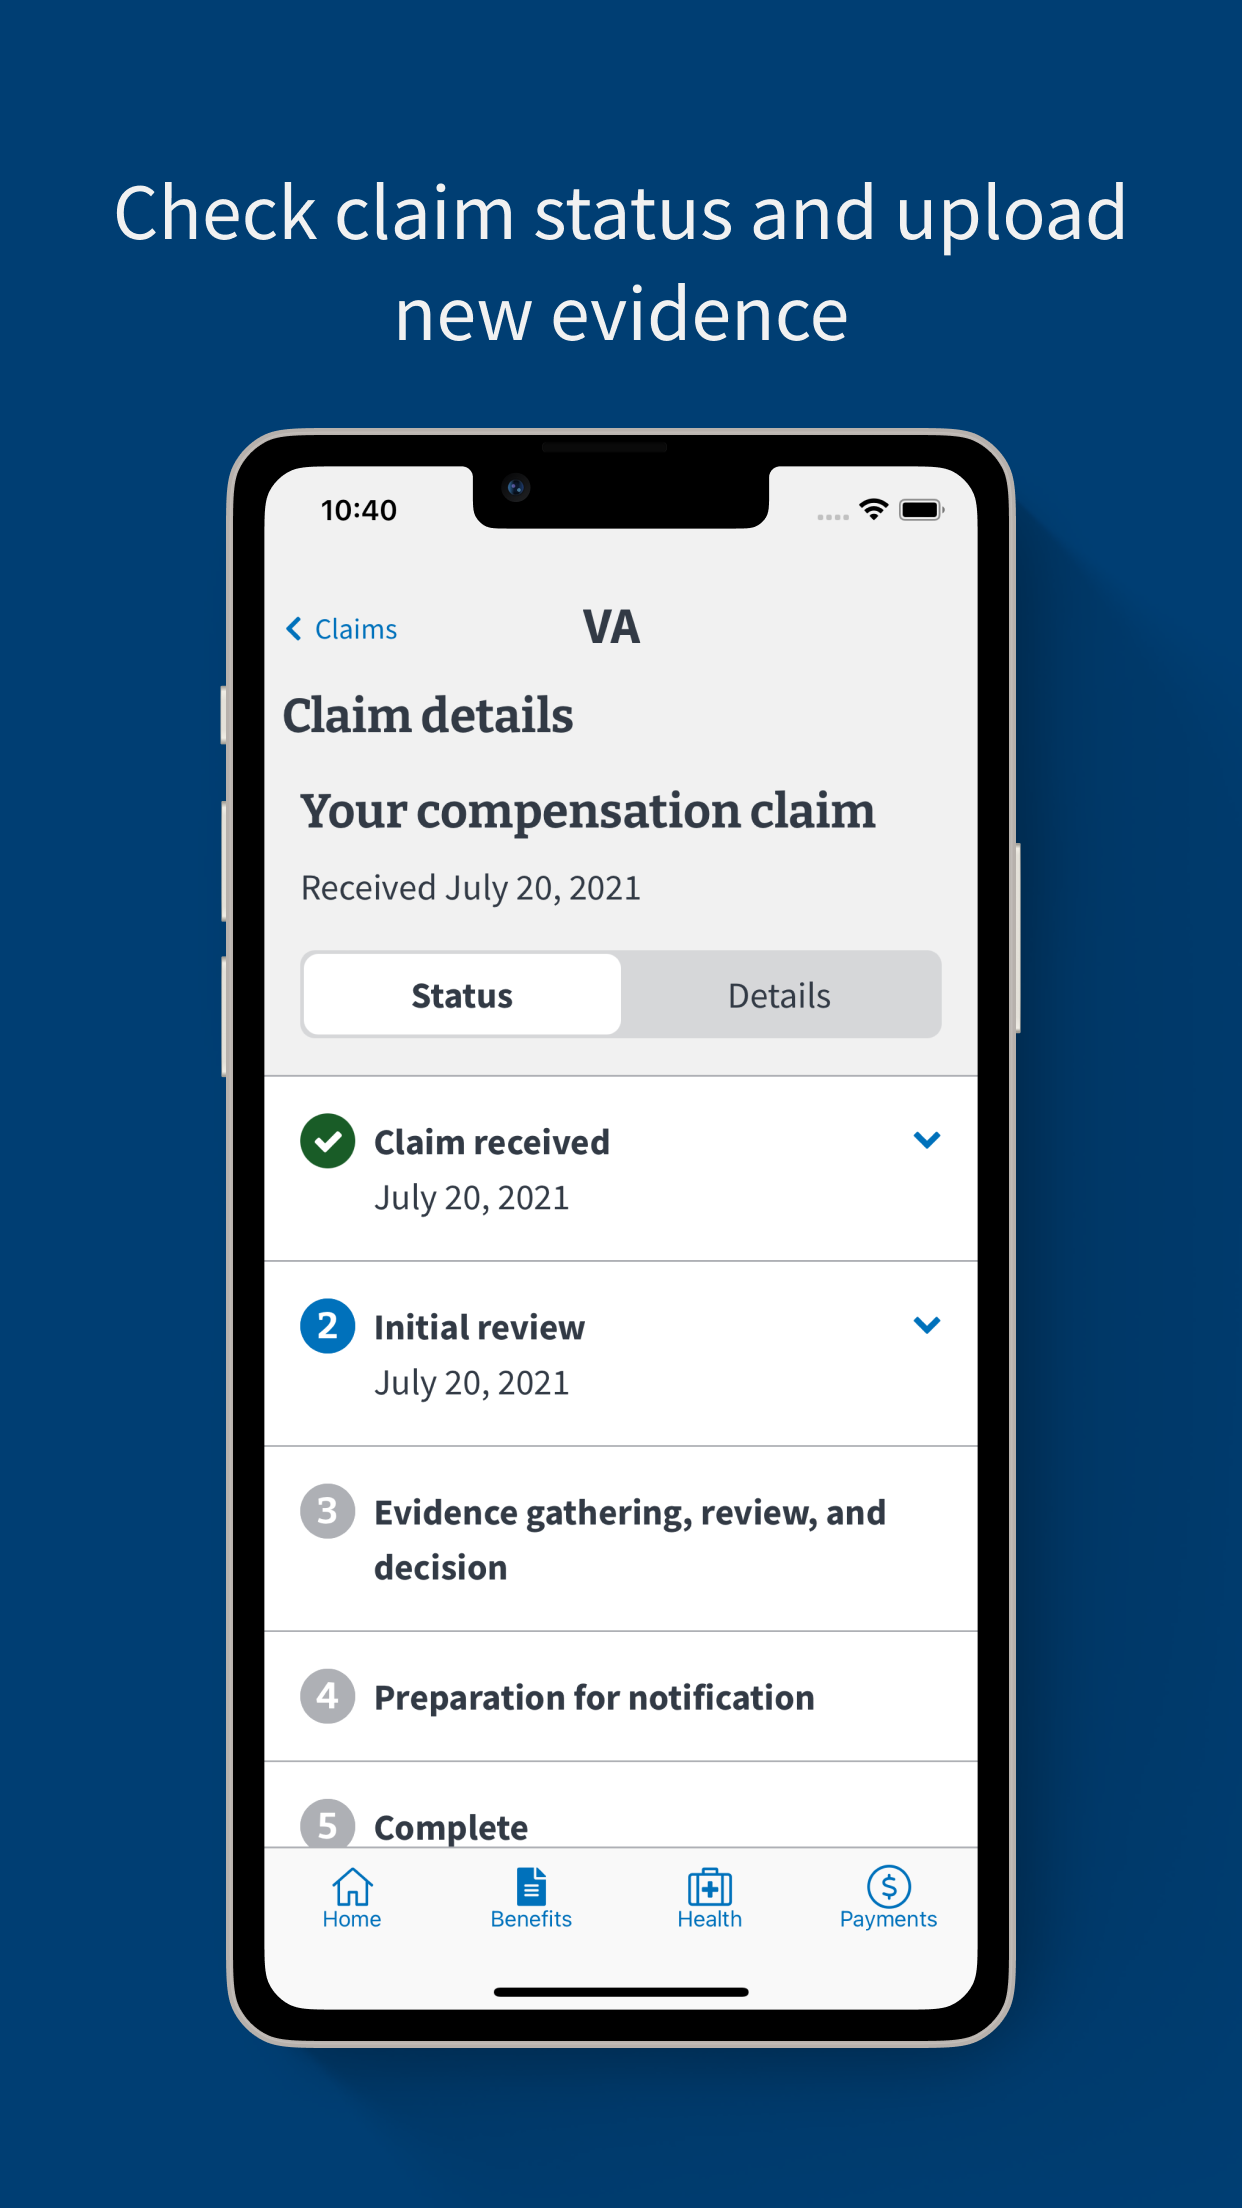 Check claim status and upload
new evidence
10:40
Claims
VA
Claim details
Your compensation claim
Received July 20, 2021
Status
Details
Claim received
July 20, 2021
2
Initial review
July 20, 2021
3
Evidence gathering, review, and
decision
4
Preparation for notification
5
Complete
Home
Benefits
Health
Payments